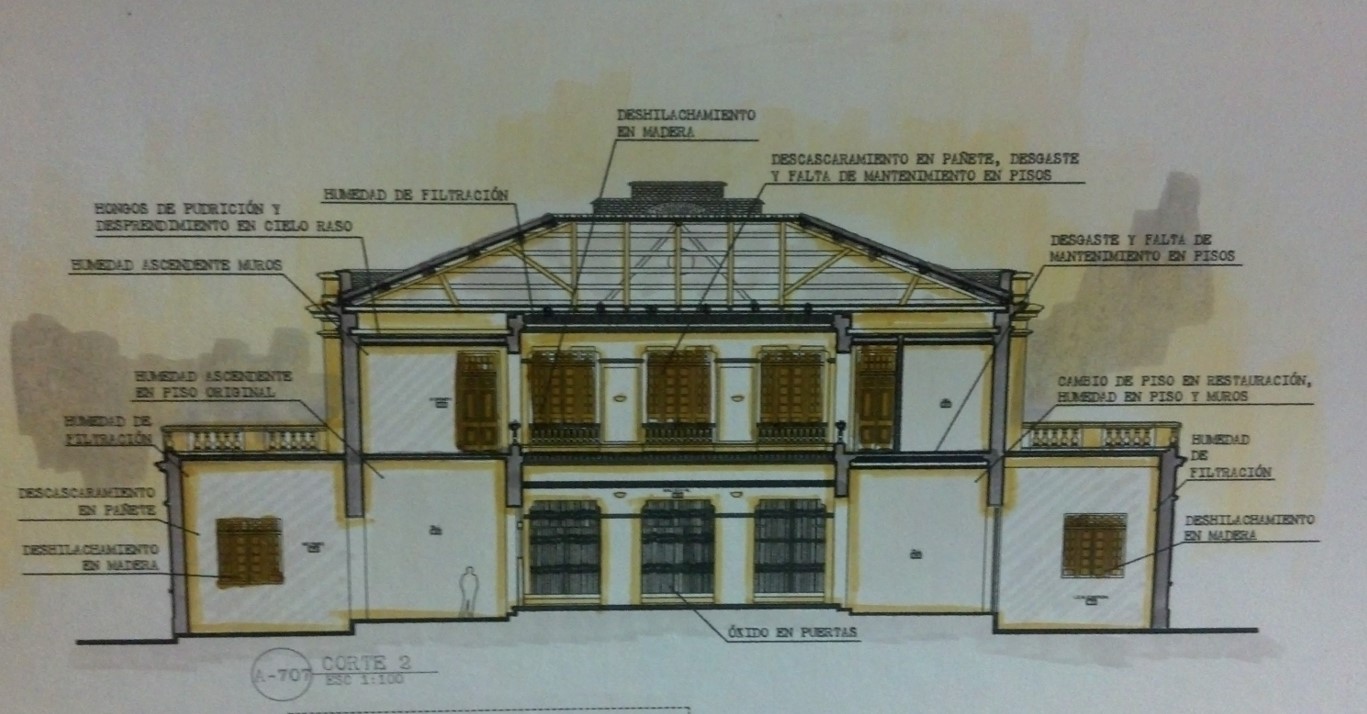 DESHILACHAMIENTO
EN MADERA
DESCASCARAMIENTO EN PAÑETE, DESGASTE
Y FALTA DE MANTENIMIENTO EN PISOS
HUMEDAD DE FILTRACIÓN
HONGOS DE PUDRICIÓN Y
DESPRENDIMIENTO EN CIELO RASO
HUMEDAD ASCENDENTE MUROS
DESGASTE Y FALTA DE
MANTENIMIENTO EN PISOS
HUMEDAD ASCENDENTE
EN PISO ORIGINAL
CAMBIO DE PISO EN RESTAURACIÓN,
HUMEDAD EN PISO Y MUROS
HUMEDAD DE
FILTRACIÓN
HUMEDAD
DE
FILTRACIÓN
DESCASCARAMIENTO
EN PAÑETE
DESHILACHAMIENTO
EN MADERA
DESHILACHAMIENTO
EN MADERA
ÓXIDO EN PUERTAS
A-707
CORTE 2
ESC 1:100